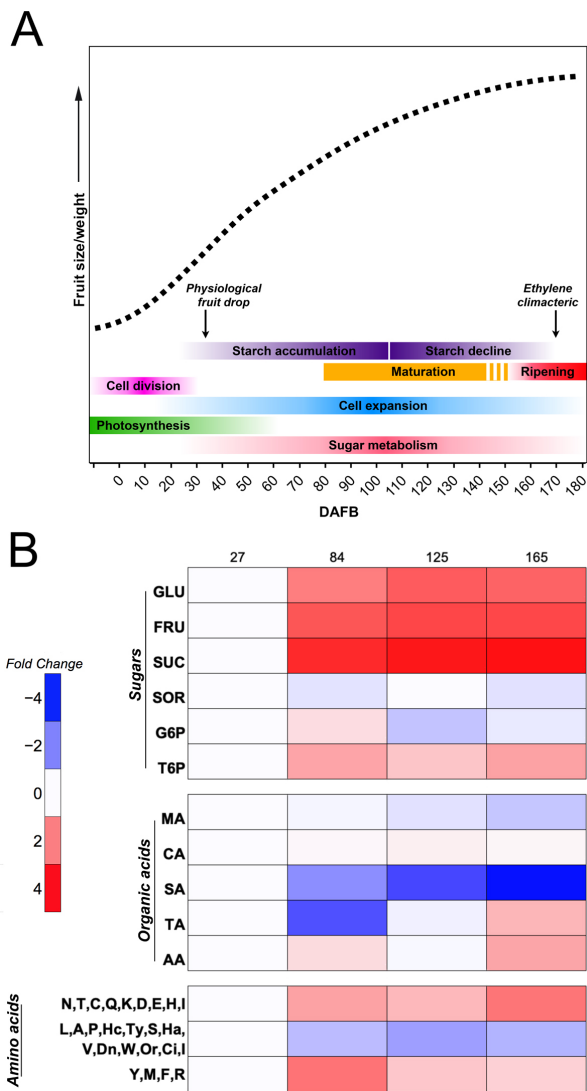 A
Fruit size/weight
Physiological
fruit drop
Ethylene
climacteric
Starch accumulation
Starch decline
Maturation
Ripening
Cell division
Cell expansion
Photosynthesis
Sugar metabolism
0 10 20 30 40 50 60 70 80 90 100 110 120 130 140 150 160 170 180
DAFB
B
27 84 125 165
Fold Change
−4
−2
0
2
4
Sugars
GLU
FRU
SUC
SOR
G6P
T6P
Organic acids
MA
CA
SA
TA
AA
Amino acids
N,T,C,Q,K,D,E,H,I
L,A,P,Hc,Ty,S,Ha,
V,Dn,W,Or,Ci,I
Y,M,F,R